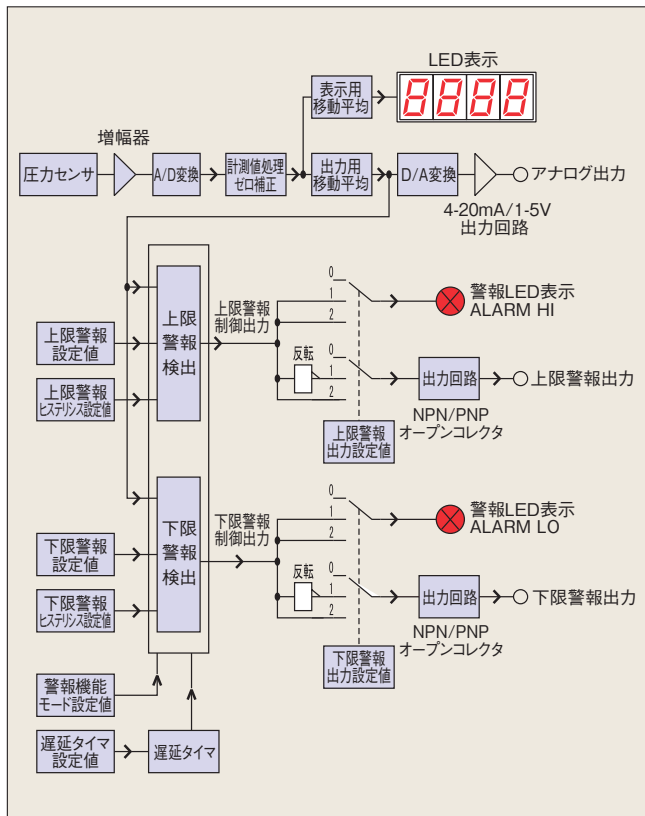 LED表示
8888
表示用
移動平均
増幅器
圧力センサ
A/D変換
計測値処理
ゼロ補正
出力用
移動平均
D/A変換
アナログ出力
4-20mA/1-5V
出力回路
上限警報
設定値
上限警報
ヒステリシス設定値
上限
警報
検出
上限警報
制御出力
0
1
2
警報LED表示
ALARM HI
反転
0
1
2
出力回路
上限警報出力
NPN/PNP
オープンコレクタ
上限警報
出力設定値
下限警報
設定値
下限警報
ヒステリシス設定値
下限
警報
検出
下限警報
制御出力
0
1
2
警報LED表示
ALARM LO
反転
0
1
2
出力回路
下限警報出力
NPN/PNP
オープンコレクタ
下限警報
出力設定値
警報機能
モード設定値
遅延タイマ
設定値
遅延タイマ